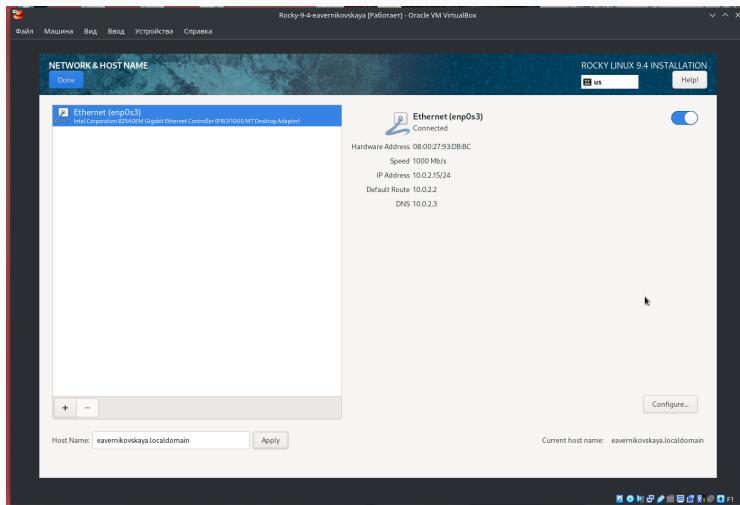 Rocky-9-4-eavernikovskaya [Работает] - Oracle VM VirtualBox
Файл Машина Вид Ввод Устройства Справка
NETWORK & HOST NAME
ROCKY LINUX 9.4 INSTALLATION
Done
us
Help!
Ethernet (enp0s3)
Intel Corporation 82540EM Gigabit Ethernet Controller (PRO/1000 MT Desktop Adapter)
Ethernet (enp0s3)
Connected
Hardware Address 08:00:27:93:DB:BC
Speed 1000 Mb/s
IP Address 10.0.2.15/24
Default Route 10.0.2.2
DNS 10.0.2.3
+ −
Configure...
Host Name: eavernikovskaya.localdomain Apply
Current host name: eavernikovskaya.localdomain
F1